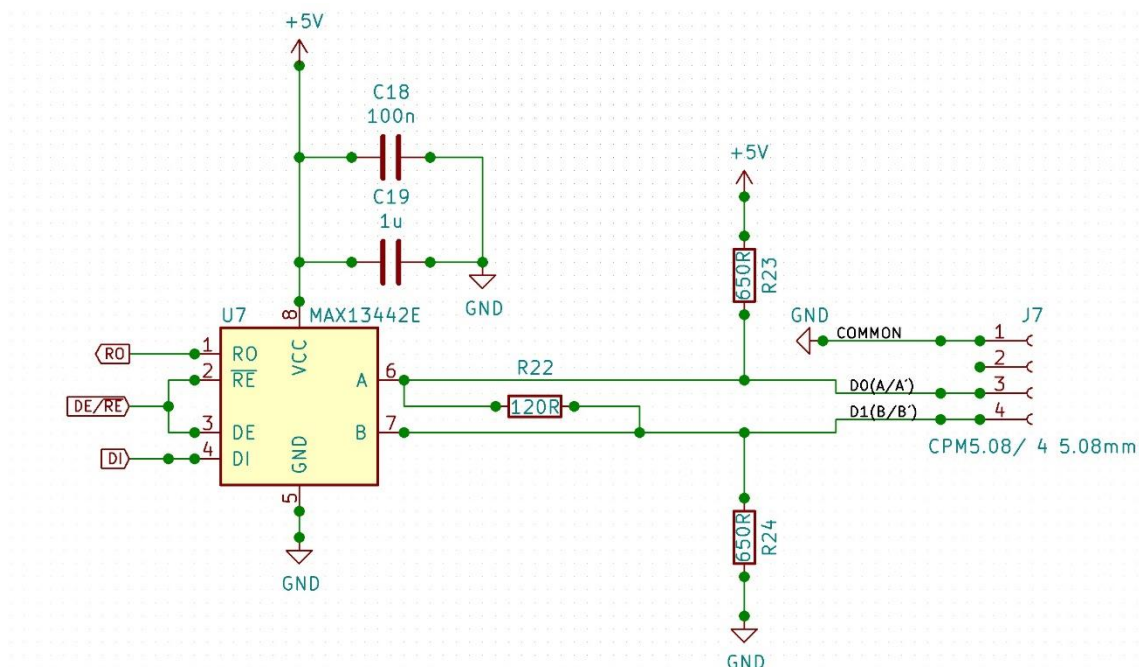 +5V
C18
100n
C19
1u
GND
+5V
650R
R23
U7
MAX13442E
8
VCC
RO
1
RO
2
RE
DE/RE
3
DE
DI
4
DI
GND
5
GND
A
6
B
7
R22
120R
GND
COMMON
D0(A/A')
D1(B/B')
J7
1
2
3
4
CPM5.08/ 4 5.08mm
650R
R24
GND